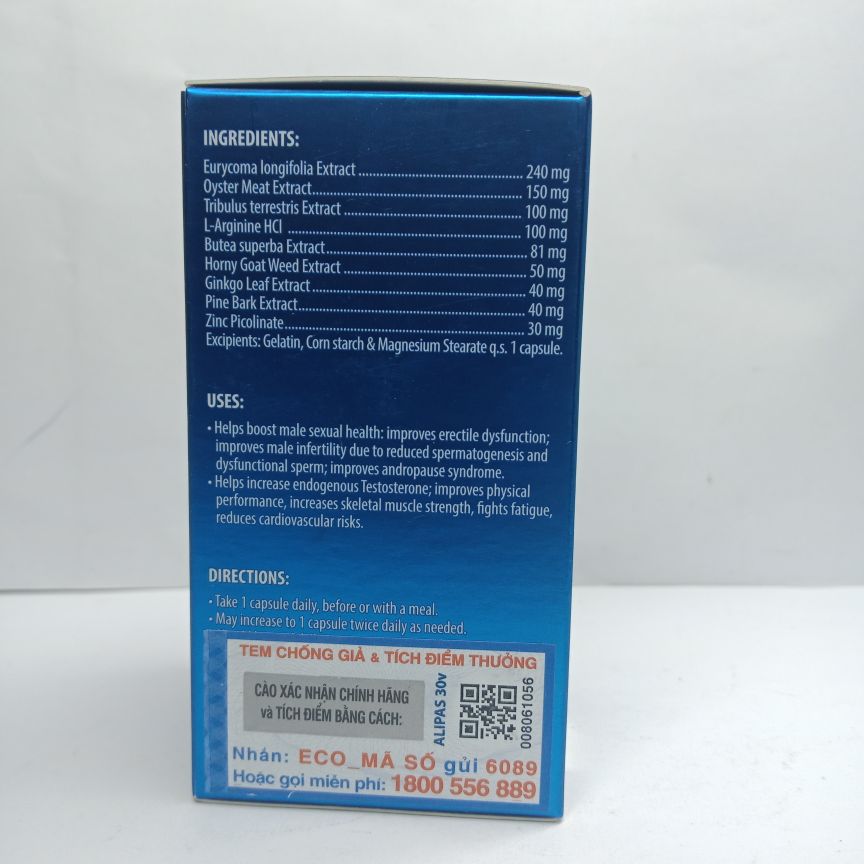 INGREDIENTS:
Eurycoma longifolia Extract ........................................ 240 mg
Oyster Meat Extract.................................................... 150 mg
Tribulus terrestris Extract ........................................... 100 mg
L-Arginine HCl .......................................................... 100 mg
Butea superba Extract.................................................. 81 mg
Horny Goat Weed Extract ............................................ 50 mg
Ginkgo Leaf Extract..................................................... 40 mg
Pine Bark Extract........................................................ 40 mg
Zinc Picolinate........................................................... 30 mg
Excipients: Gelatin, Corn starch & Magnesium Stearate q.s. 1 capsule.
USES:
• Helps boost male sexual health: improves erectile dysfunction;
improves male infertility due to reduced spermatogenesis and
dysfunctional sperm; improves andropause syndrome.
• Helps increase endogenous Testosterone; improves physical
performance, increases skeletal muscle strength, fights fatigue,
reduces cardiovascular risks.
DIRECTIONS:
• Take 1 capsule daily, before or with a meal.
• May increase to 1 capsule twice daily as needed.
TEM CHỐNG GIẢ & TÍCH ĐIỂM THƯỞNG
CÀO XÁC NHẬN CHÍNH HÃNG
và TÍCH ĐIỂM BẰNG CÁCH:
ALIPAS 30v
008061056
Nhắn: ECO_MÃ SỐ gửi 6089
Hoặc gọi miễn phí: 1800 556 889